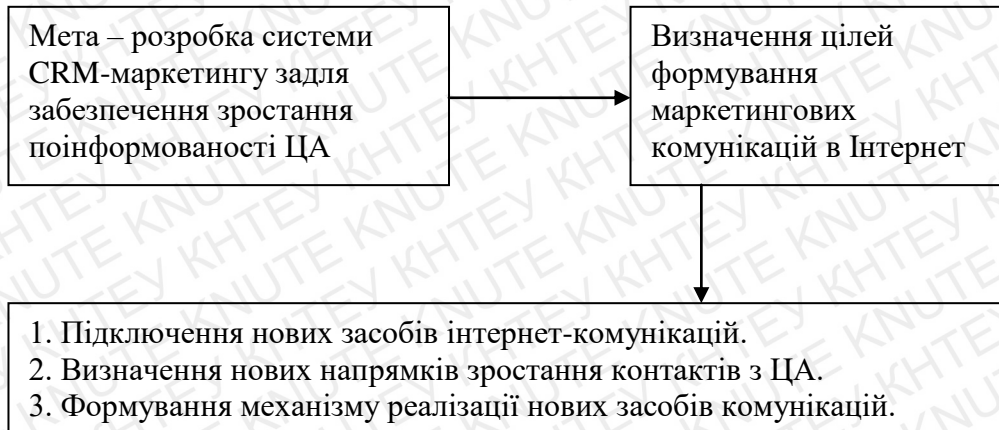 Мета – розробка системи
CRM-маркетингу задля
забезпечення зростання
поінформованості ЦА
Визначення цілей
формування
маркетингових
комунікацій в Інтернет
1. Підключення нових засобів інтернет-комунікацій.
2. Визначення нових напрямків зростання контактів з ЦА.
3. Формування механізму реалізації нових засобів комунікацій.